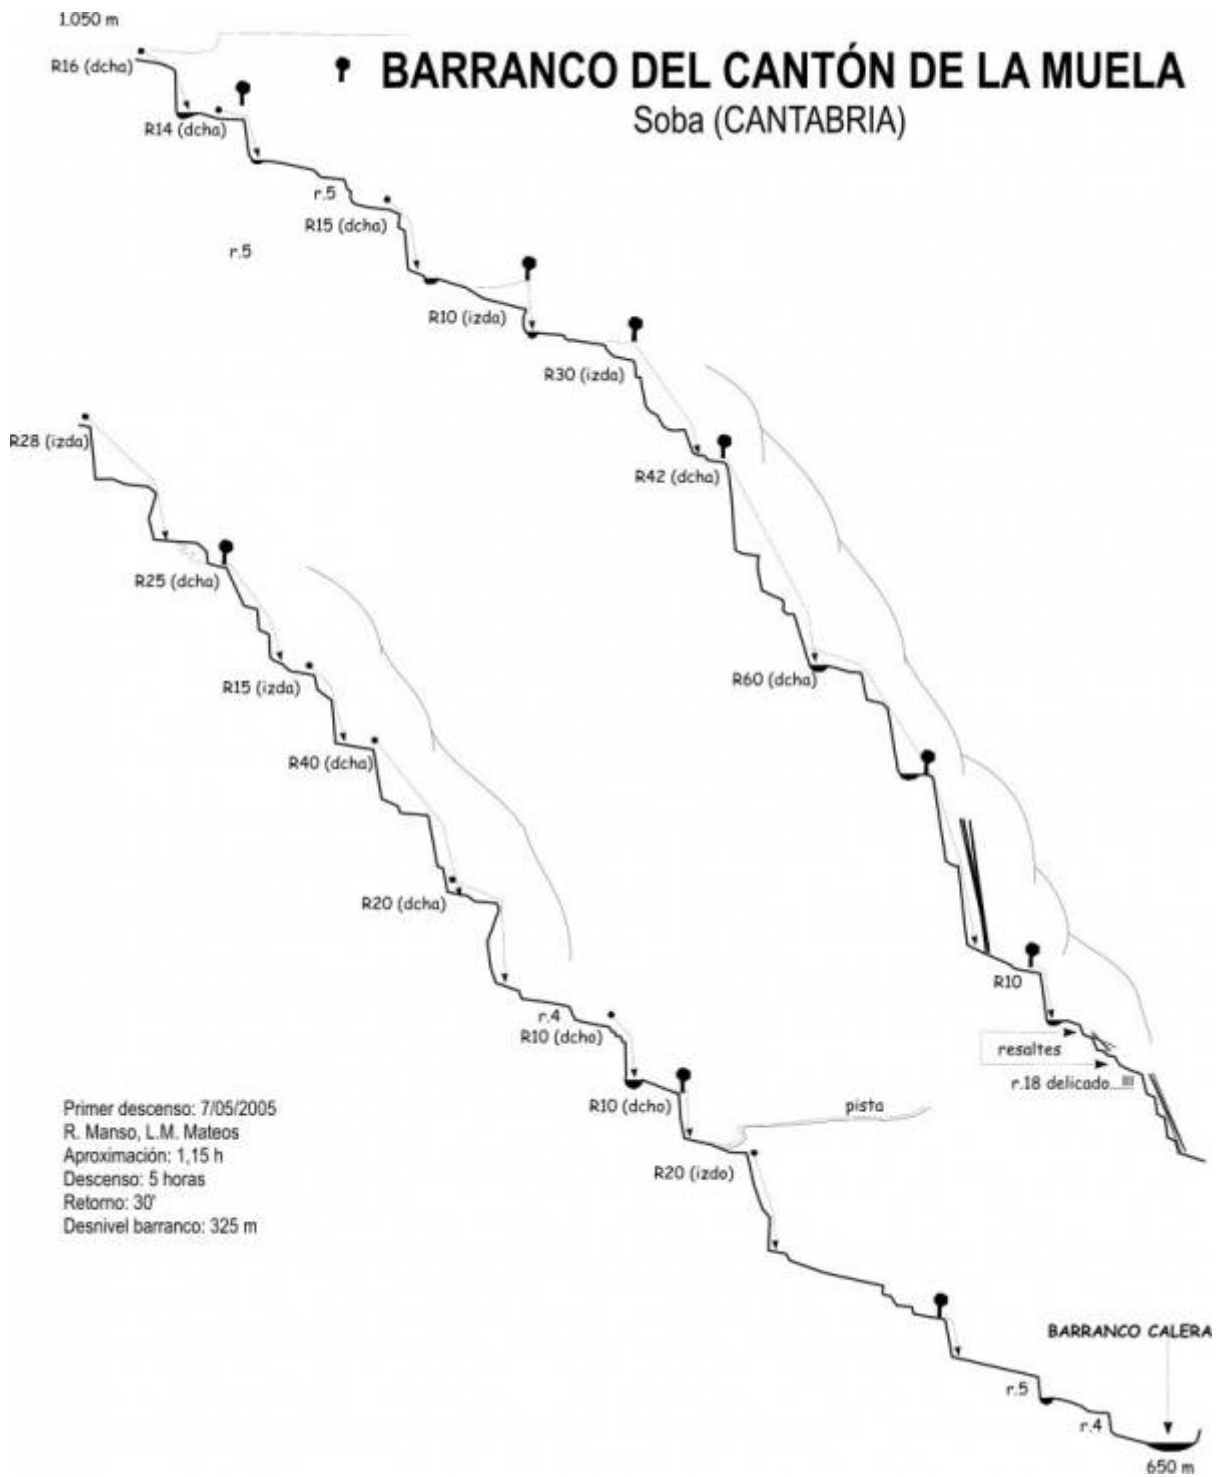 1.050 m
BARRANCO DEL CANTÓN DE LA MUELA
Soba (CANTABRIA)
R16 (dcha)
R14 (dcha)
r.5
R15 (dcha)
r.5
R10 (izda)
R30 (izda)
R42 (dcha)
R60 (dcha)
R10
resaltes
r.18 delicado...
R28 (izda)
R25 (dcha)
R15 (izda)
R40 (dcha)
R20 (dcha)
r.4
R10 (dcho)
R10 (dcho)
pista
R20 (izdo)
BARRANCO CALERA
r.5
r.4
650 m
Primer descenso: 7/05/2005
R. Manso, L.M. Mateos
Aproximación: 1,15 h
Descenso: 5 horas
Retorno: 30'
Desnivel barranco: 325 m